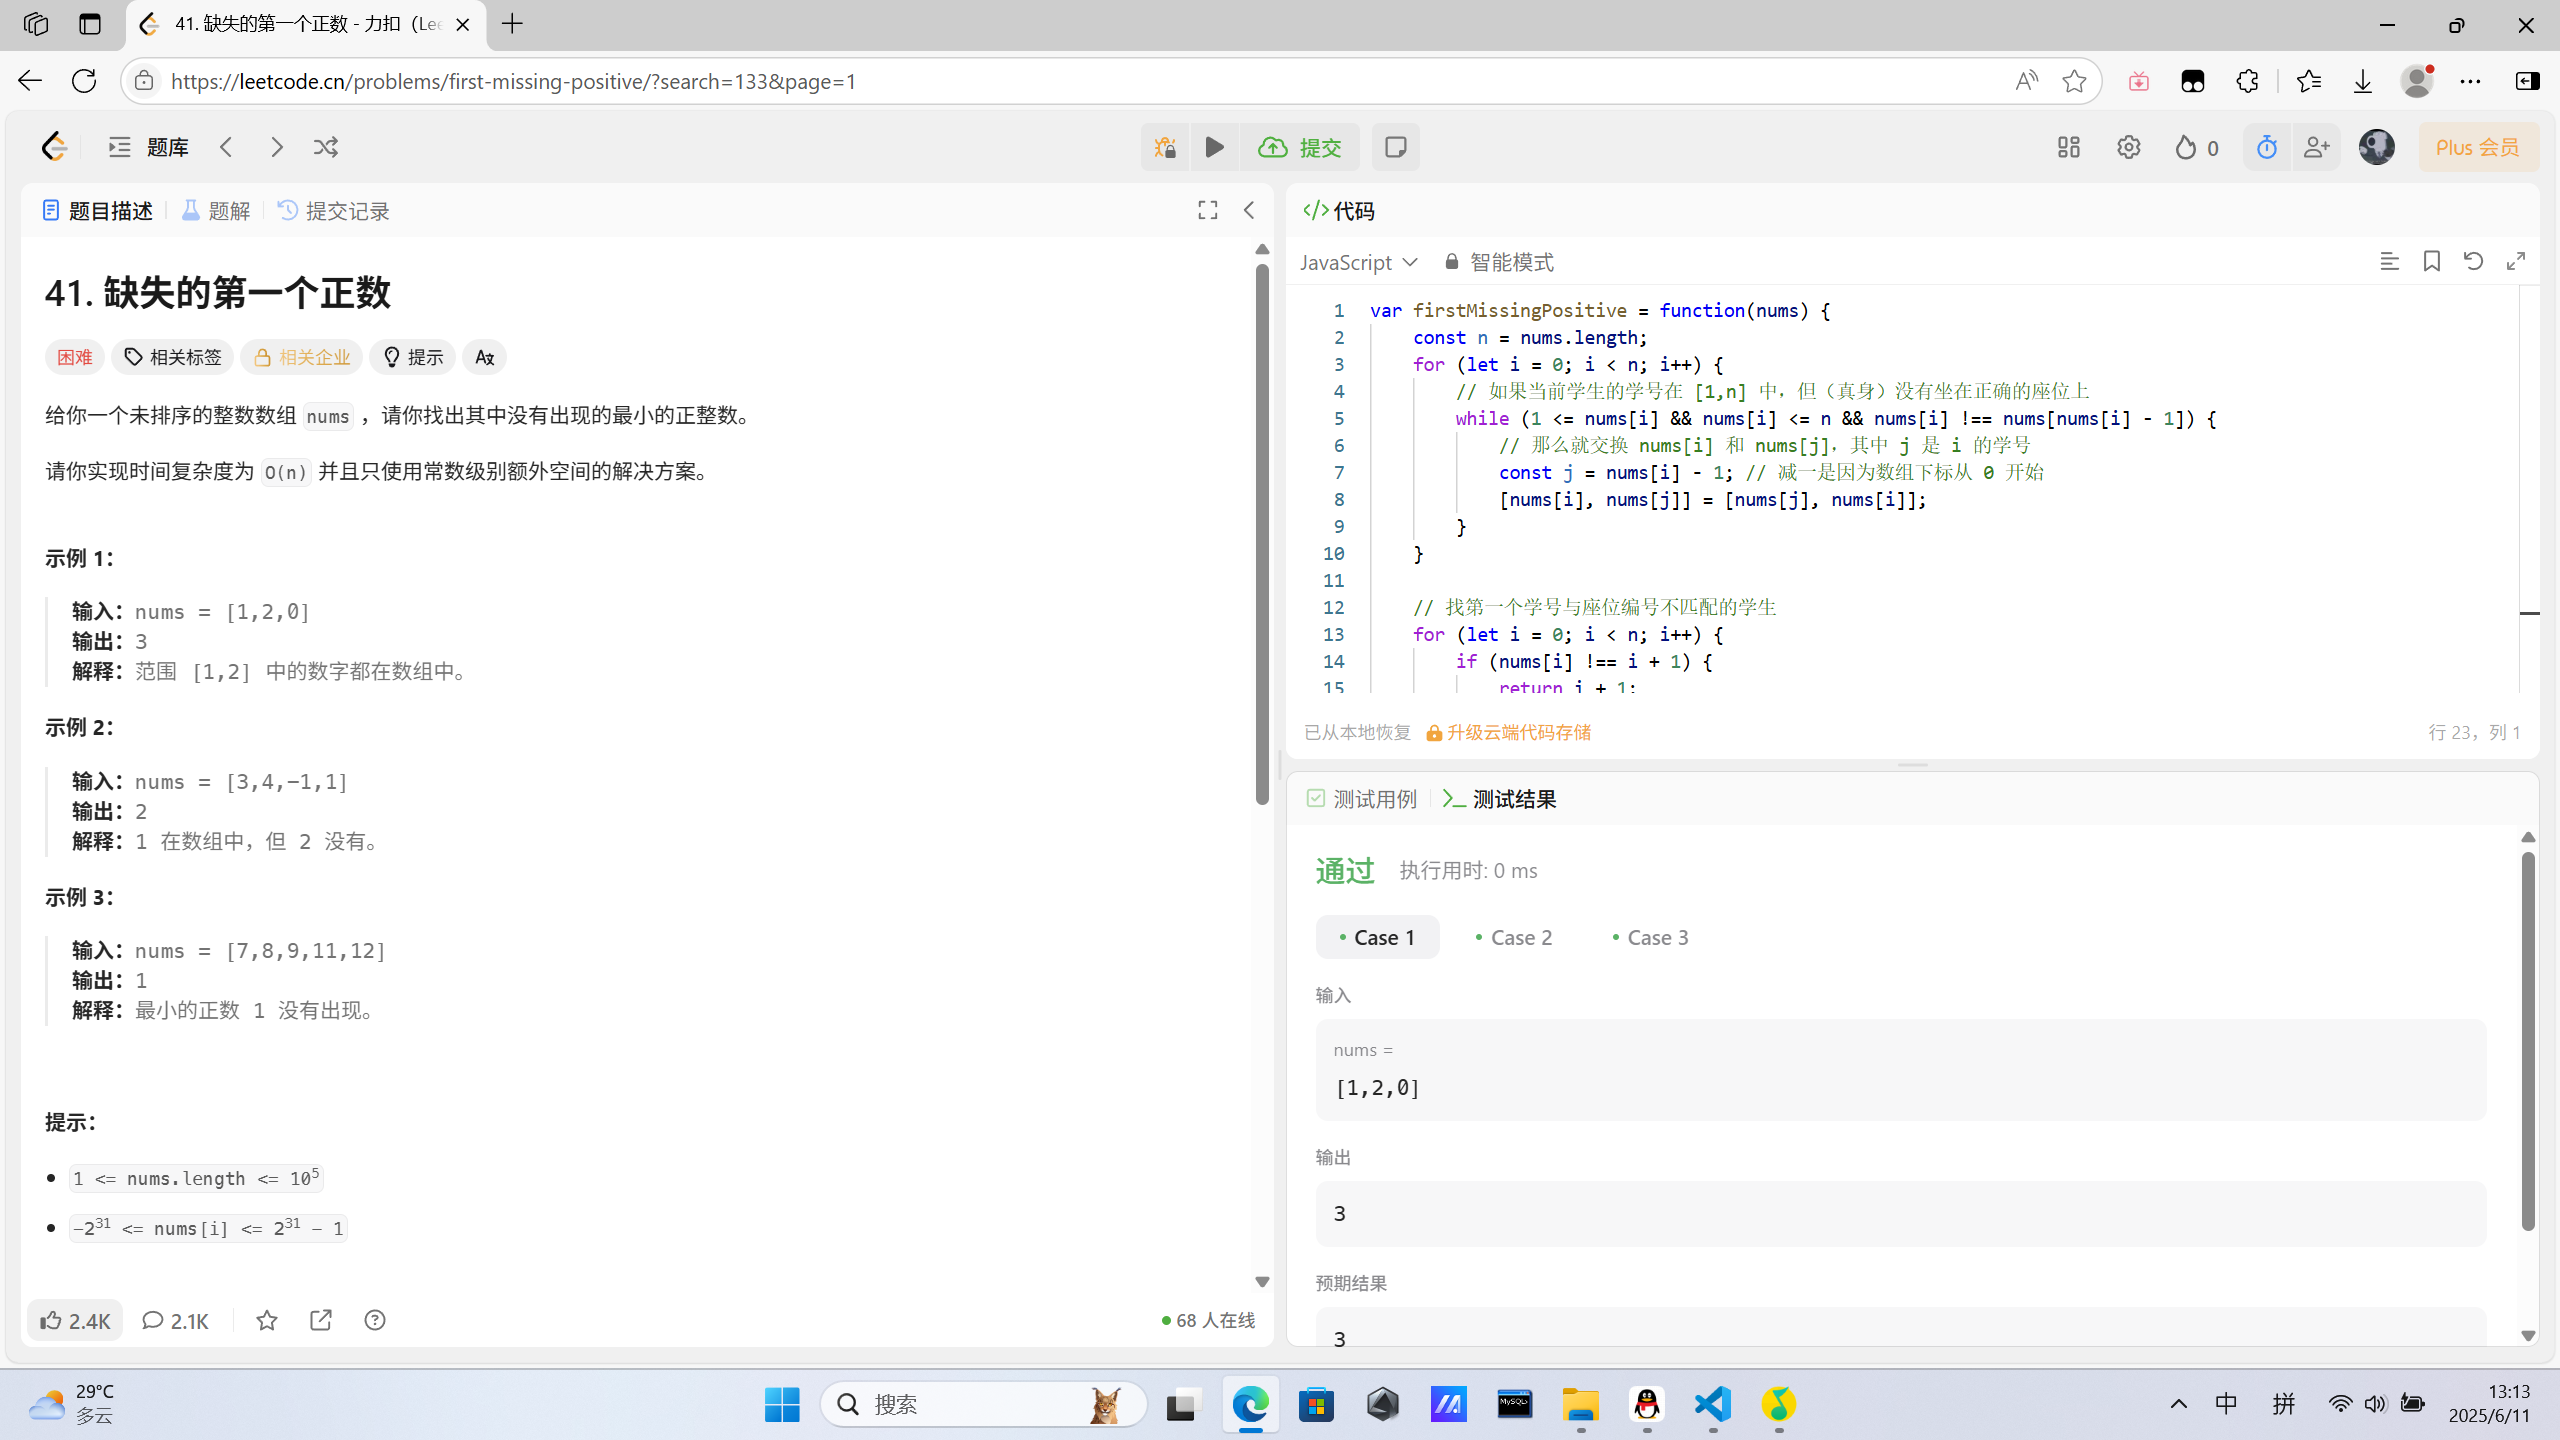 41. 缺失的第一个正数 - 力扣（Lee
https://leetcode.cn/problems/first-missing-positive/?search=133&page=1
题库
提交
0
Plus 会员
题目描述
题解
提交记录
41. 缺失的第一个正数
困难
相关标签
相关企业
提示
给你一个未排序的整数数组 nums ，请你找出其中没有出现的最小的正整数。
请你实现时间复杂度为 O(n) 并且只使用常数级别额外空间的解决方案。
示例 1：
输入：nums = [1,2,0]
输出：3
解释：范围 [1,2] 中的数字都在数组中。
示例 2：
输入：nums = [3,4,-1,1]
输出：2
解释：1 在数组中，但 2 没有。
示例 3：
输入：nums = [7,8,9,11,12]
输出：1
解释：最小的正数 1 没有出现。
提示：
1 <= nums.length <= 10⁵
-2³¹ <= nums[i] <= 2³¹ - 1
2.4K
2.1K
68 人在线
代码
JavaScript
智能模式
1 var firstMissingPositive = function(nums) {
2 const n = nums.length;
3 for (let i = 0; i < n; i++) {
4 // 如果当前学生的学号在 [1,n] 中，但（真身）没有坐在正确的座位上
5 while (1 <= nums[i] && nums[i] <= n && nums[i] !== nums[nums[i] - 1]) {
6 // 那么就交换 nums[i] 和 nums[j]，其中 j 是 i 的学号
7 const j = nums[i] - 1; // 减一是因为数组下标从 0 开始
8 [nums[i], nums[j]] = [nums[j], nums[i]];
9 }
10 }
11
12 // 找第一个学号与座位编号不匹配的学生
13 for (let i = 0; i < n; i++) {
14 if (nums[i] !== i + 1) {
15 return i + 1;
已从本地恢复
升级云端代码存储
行 23，列 1
测试用例
测试结果
通过
执行用时: 0 ms
Case 1
Case 2
Case 3
输入
nums =
[1,2,0]
输出
3
预期结果
3
29°C
多云
搜索
MySQL
中
拼
13:13
2025/6/11